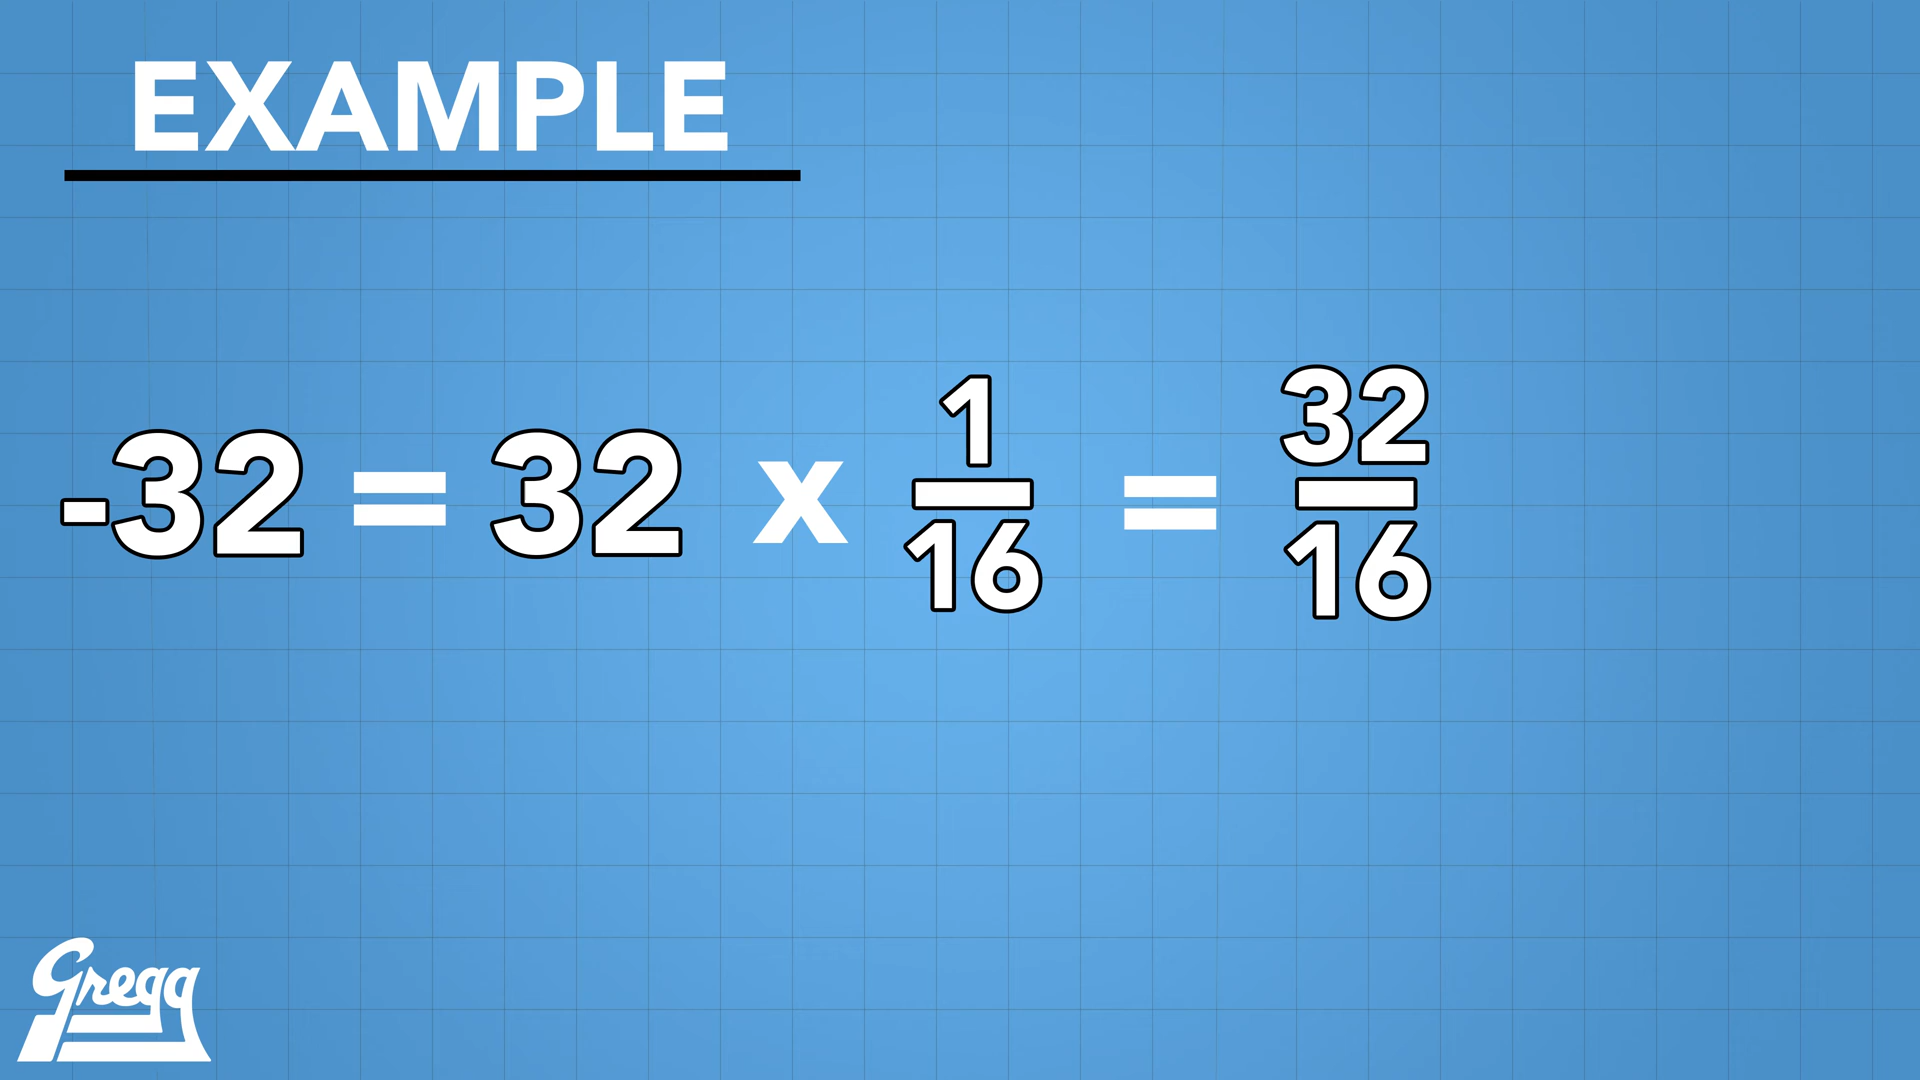 EXAMPLE
-32 = 32 x 1/16 = 32/16
Gregg